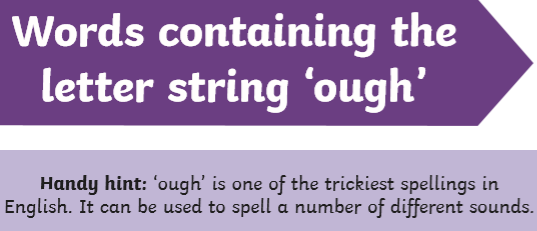 Words containing the
letter string ‘ough’
Handy hint: ‘ough’ is one of the trickiest spellings in
English. It can be used to spell a number of different sounds.